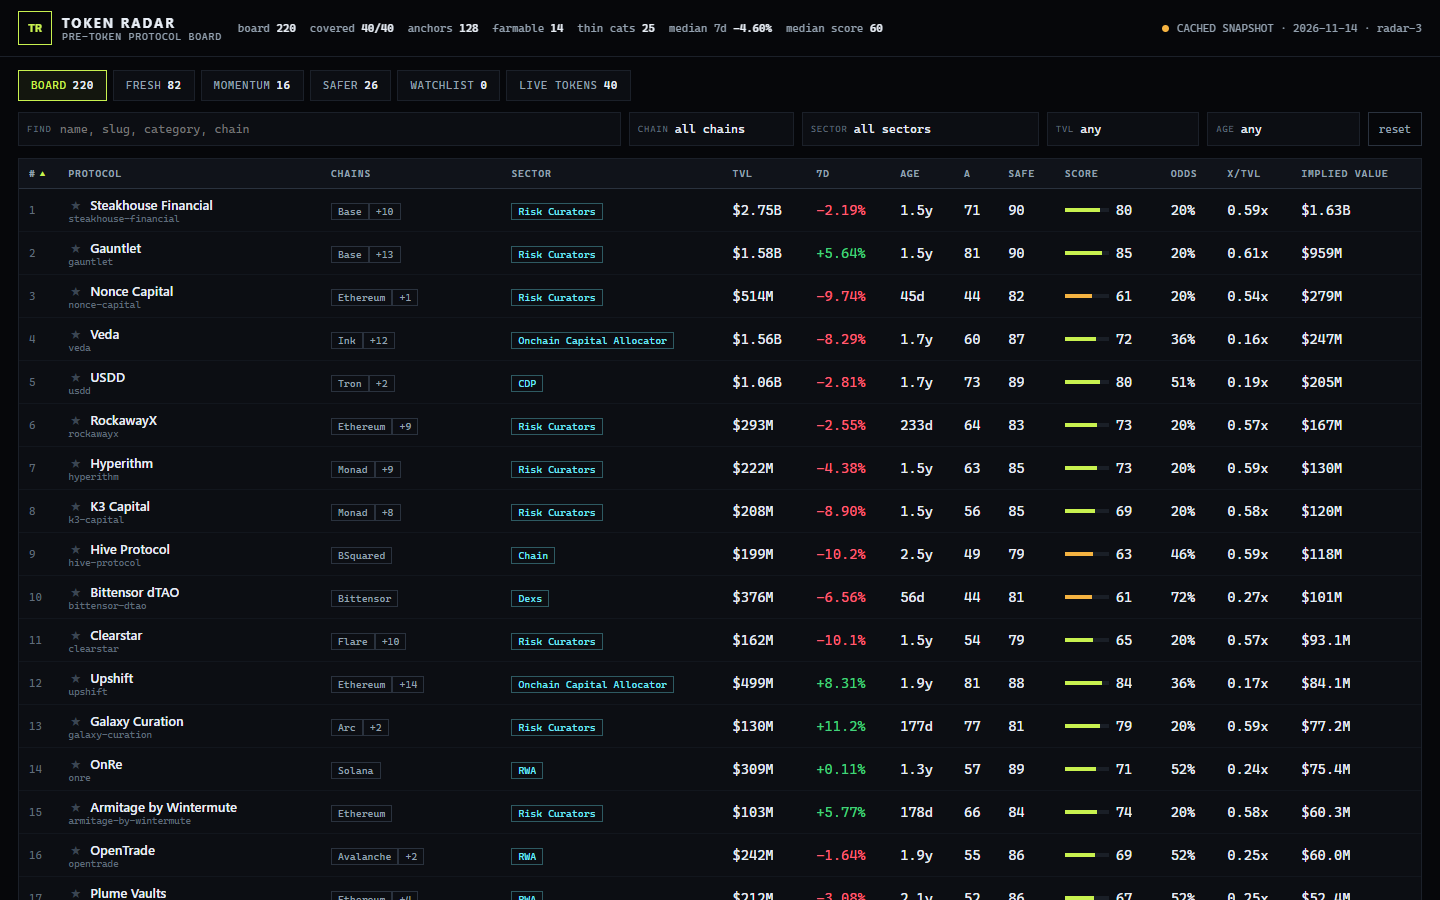 TR TOKEN RADAR
PRE-TOKEN PROTOCOL BOARD
board 220 covered 40/40 anchors 128 farmable 14 thin cats 25 median 7d −4.60% median score 60
CACHED SNAPSHOT · 2026-11-14 · radar-3
BOARD 220 FRESH 82 MOMENTUM 16 SAFER 26 WATCHLIST 0 LIVE TOKENS 40
FIND name, slug, category, chain CHAIN all chains SECTOR all sectors TVL any AGE any reset
# ▲ PROTOCOL CHAINS SECTOR TVL 7D AGE A SAFE SCORE ODDS X/TVL IMPLIED VALUE
1 ★ Steakhouse Financial Base +10 Risk Curators $2.75B −2.19% 1.5y 71 90 80 20% 0.59x $1.63B
steakhouse-financial
2 ★ Gauntlet Base +13 Risk Curators $1.58B +5.64% 1.5y 81 90 85 20% 0.61x $959M
gauntlet
3 ★ Nonce Capital Ethereum +1 Risk Curators $514M −9.74% 45d 44 82 61 20% 0.54x $279M
nonce-capital
4 ★ Veda Ink +12 Onchain Capital Allocator $1.56B −8.29% 1.7y 60 87 72 36% 0.16x $247M
veda
5 ★ USDD Tron +2 CDP $1.06B −2.81% 1.7y 73 89 80 51% 0.19x $205M
usdd
6 ★ RockawayX Ethereum +9 Risk Curators $293M −2.55% 233d 64 83 73 20% 0.57x $167M
rockawayx
7 ★ Hyperithm Monad +9 Risk Curators $222M −4.38% 1.5y 63 85 73 20% 0.59x $130M
hyperithm
8 ★ K3 Capital Monad +8 Risk Curators $208M −8.90% 1.5y 56 85 69 20% 0.58x $120M
k3-capital
9 ★ Hive Protocol BSquared Chain $199M −10.2% 2.5y 49 79 63 46% 0.59x $118M
hive-protocol
10 ★ Bittensor dTAO Bittensor Dexs $376M −6.56% 56d 44 81 61 72% 0.27x $101M
bittensor-dtao
11 ★ Clearstar Flare +10 Risk Curators $162M −10.1% 1.5y 54 79 65 20% 0.57x $93.1M
clearstar
12 ★ Upshift Ethereum +14 Onchain Capital Allocator $499M +8.31% 1.9y 81 88 84 36% 0.17x $84.1M
upshift
13 ★ Galaxy Curation Arc +2 Risk Curators $130M +11.2% 177d 77 81 79 20% 0.59x $77.2M
galaxy-curation
14 ★ OnRe Solana RWA $309M +0.11% 1.3y 57 89 71 52% 0.24x $75.4M
onre
15 ★ Armitage by Wintermute Ethereum Risk Curators $103M +5.77% 178d 66 84 74 20% 0.58x $60.3M
armitage-by-wintermute
16 ★ OpenTrade Avalanche +2 RWA $242M −1.64% 1.9y 55 86 69 52% 0.25x $60.0M
opentrade
17 ★ Plume Vaults Ethereum +4 RWA $212M −3.08% 2.1y 52 86 67 52% 0.25x $52.4M